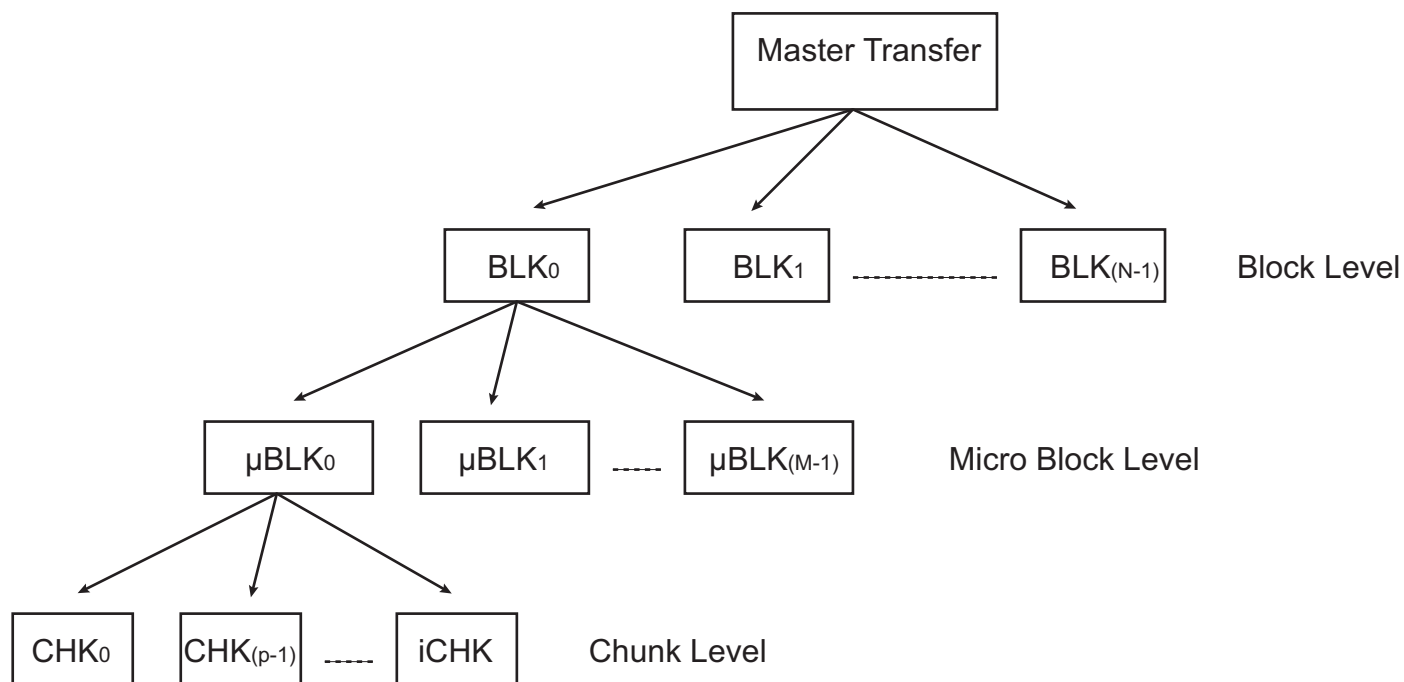 Master Transfer
BLK0 BLK1 BLK(N-1) Block Level
µBLK0 µBLK1 µBLK(M-1) Micro Block Level
CHK0 CHK(p-1) iCHK Chunk Level